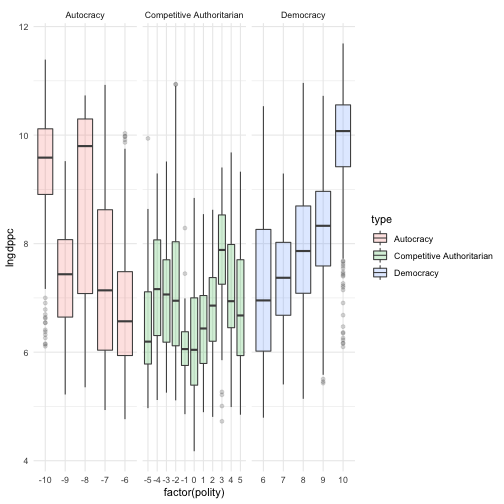 Autocracy Competitive Authoritarian Democracy
12
10
8
6
4
lngdppc
-10 -9 -8 -7 -6 -5 -4 -3 -2 -1 0 1 2 3 4 5 6 7 8 9 10
factor(polity)
type
Autocracy
Competitive Authoritarian
Democracy